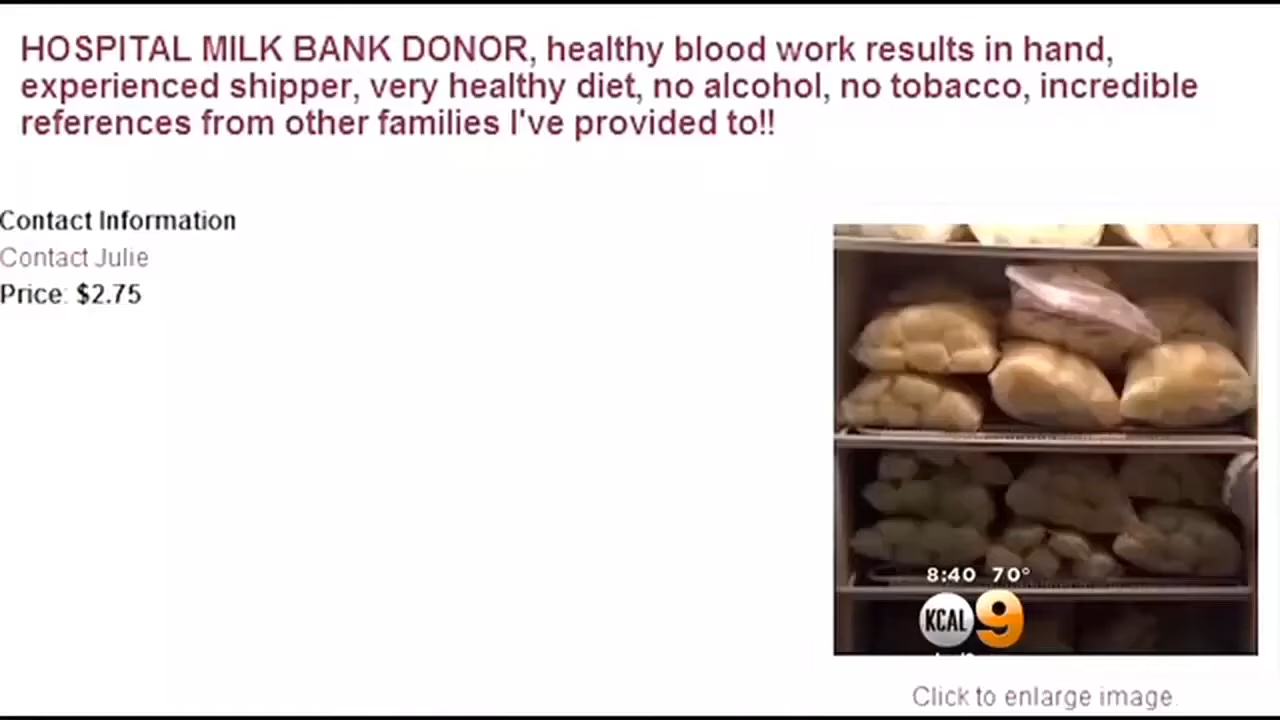 HOSPITAL MILK BANK DONOR, healthy blood work results in hand,
experienced shipper, very healthy diet, no alcohol, no tobacco, incredible
references from other families I've provided to!!
Contact Information
Contact Julie
Price: $2.75
8:40 70°
KCAL 9
Click to enlarge image.